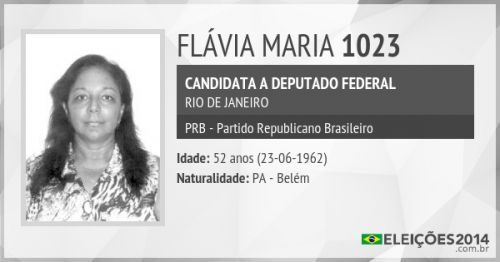 FLÁVIA MARIA 1023
CANDIDATA A DEPUTADO FEDERAL
RIO DE JANEIRO
PRB - Partido Republicano Brasileiro
Idade: 52 anos (23-06-1962)
Naturalidade: PA - Belém
ELEIÇÕES2014
.com.br